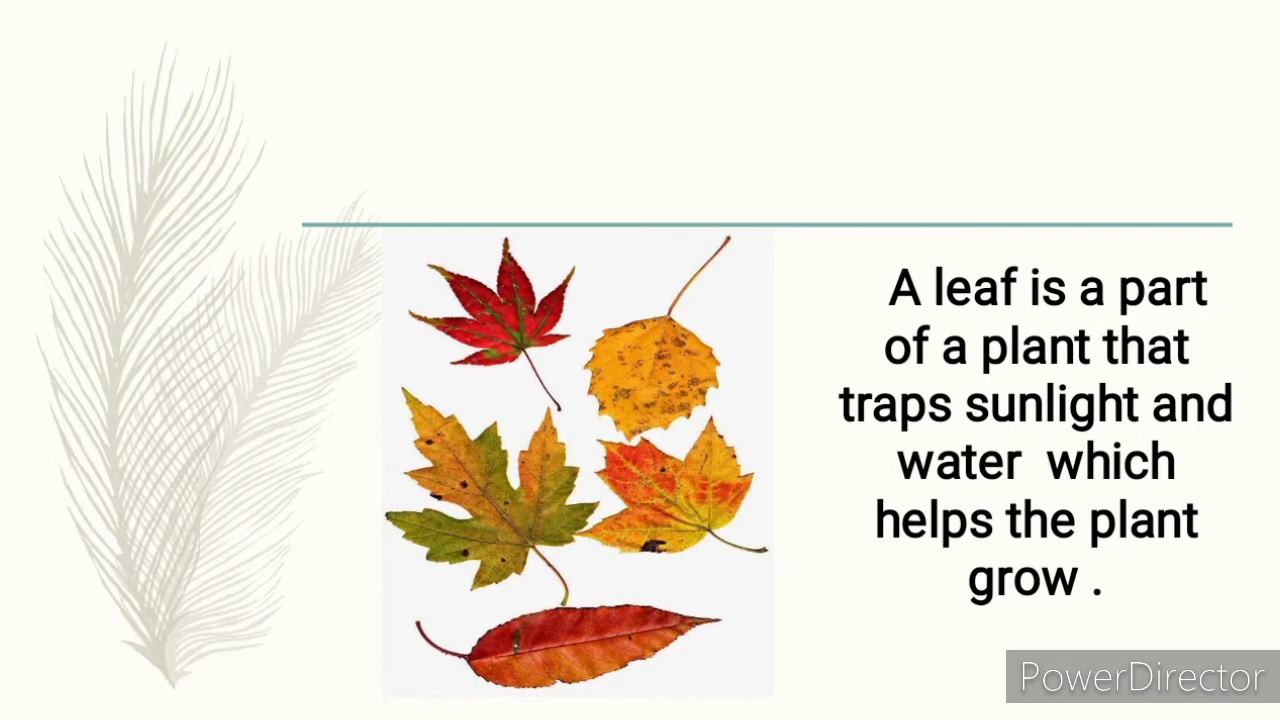 A leaf is a part
of a plant that
traps sunlight and
water  which
helps the plant
grow .
PowerDirector